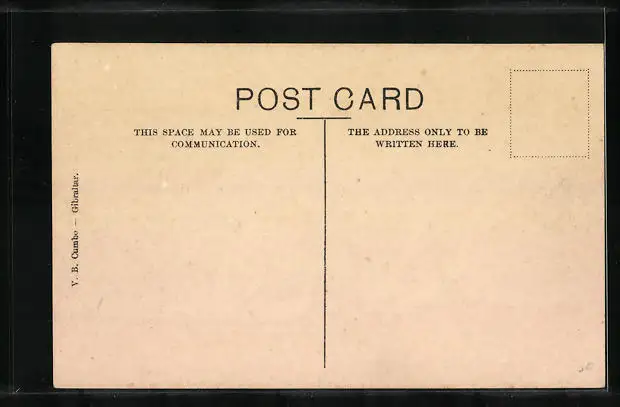 POST CARD
THIS SPACE MAY BE USED FOR
COMMUNICATION.
THE ADDRESS ONLY TO BE
WRITTEN HERE.
V. B. Cumbo – Gibraltar.